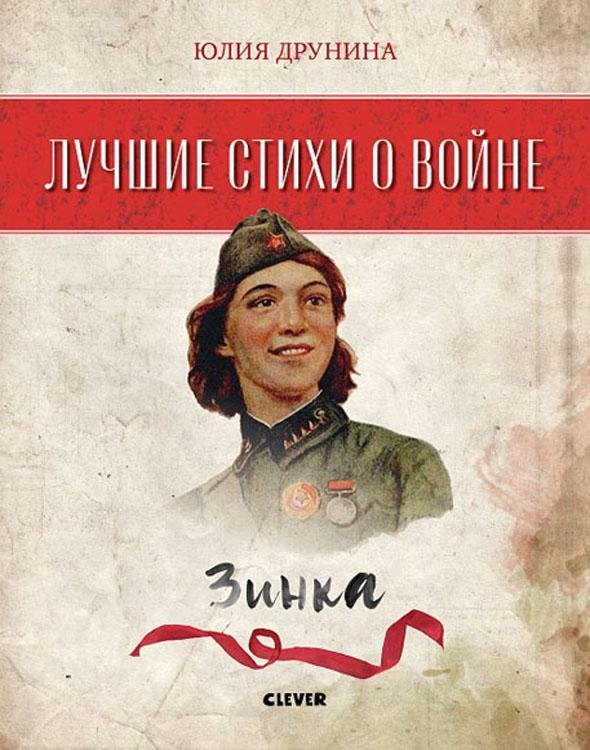 ЮЛИЯ ДРУНИНА
ЛУЧШИЕ СТИХИ О ВОЙНЕ
Зинка
CLEVER